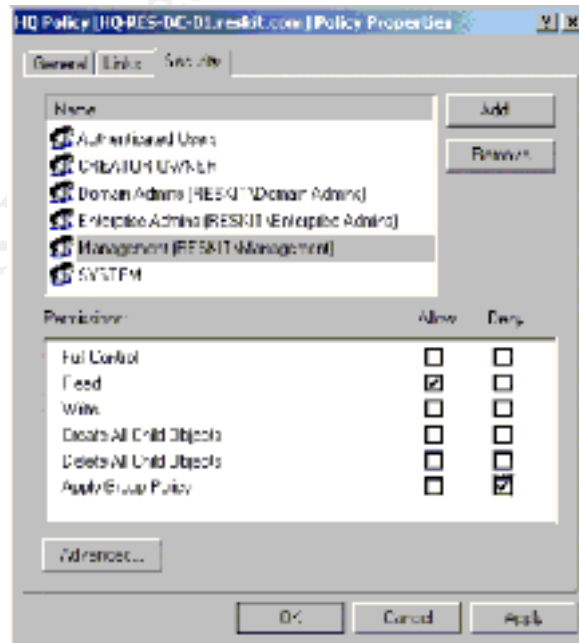 HQ Policy [HQ-RES-DC-01.reskit.com] Policy Properties
General Links Security
Name
Add
Authenticated Users
Remove
CREATOR OWNER
Domain Admins (RESKIT\Domain Admins)
Enterprise Admins (RESKIT\Enterprise Admins)
Management (RESKIT\Management)
SYSTEM
Permissions: Allow Deny
Full Control
Read
Write
Create All Child Objects
Delete All Child Objects
Apply Group Policy
Advanced...
OK Cancel Apply